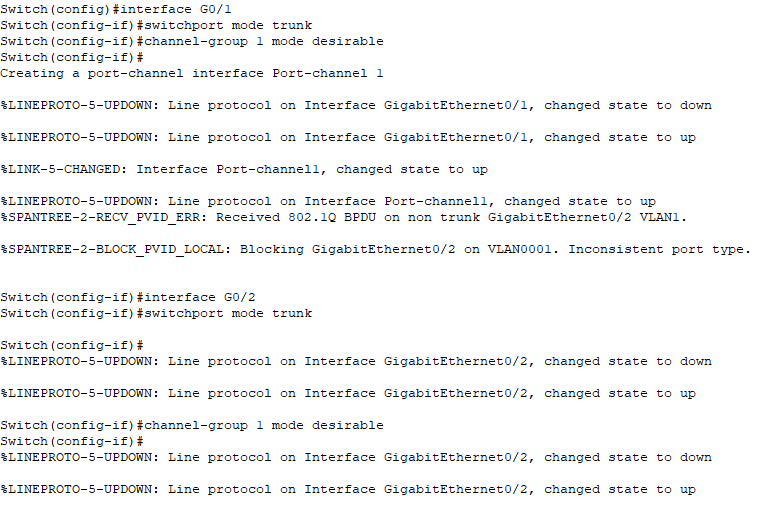 Switch(config)#interface G0/1
Switch(config-if)#switchport mode trunk
Switch(config-if)#channel-group 1 mode desirable
Switch(config-if)#
Creating a port-channel interface Port-channel 1
%LINEPROTO-5-UPDOWN: Line protocol on Interface GigabitEthernet0/1, changed state to down
%LINEPROTO-5-UPDOWN: Line protocol on Interface GigabitEthernet0/1, changed state to up
%LINK-5-CHANGED: Interface Port-channel1, changed state to up
%LINEPROTO-5-UPDOWN: Line protocol on Interface Port-channel1, changed state to up
%SPANTREE-2-RECV_PVID_ERR: Received 802.1Q BPDU on non trunk GigabitEthernet0/2 VLAN1.
%SPANTREE-2-BLOCK_PVID_LOCAL: Blocking GigabitEthernet0/2 on VLAN0001. Inconsistent port type.
Switch(config-if)#interface G0/2
Switch(config-if)#switchport mode trunk
Switch(config-if)#
%LINEPROTO-5-UPDOWN: Line protocol on Interface GigabitEthernet0/2, changed state to down
%LINEPROTO-5-UPDOWN: Line protocol on Interface GigabitEthernet0/2, changed state to up
Switch(config-if)#channel-group 1 mode desirable
Switch(config-if)#
%LINEPROTO-5-UPDOWN: Line protocol on Interface GigabitEthernet0/2, changed state to down
%LINEPROTO-5-UPDOWN: Line protocol on Interface GigabitEthernet0/2, changed state to up